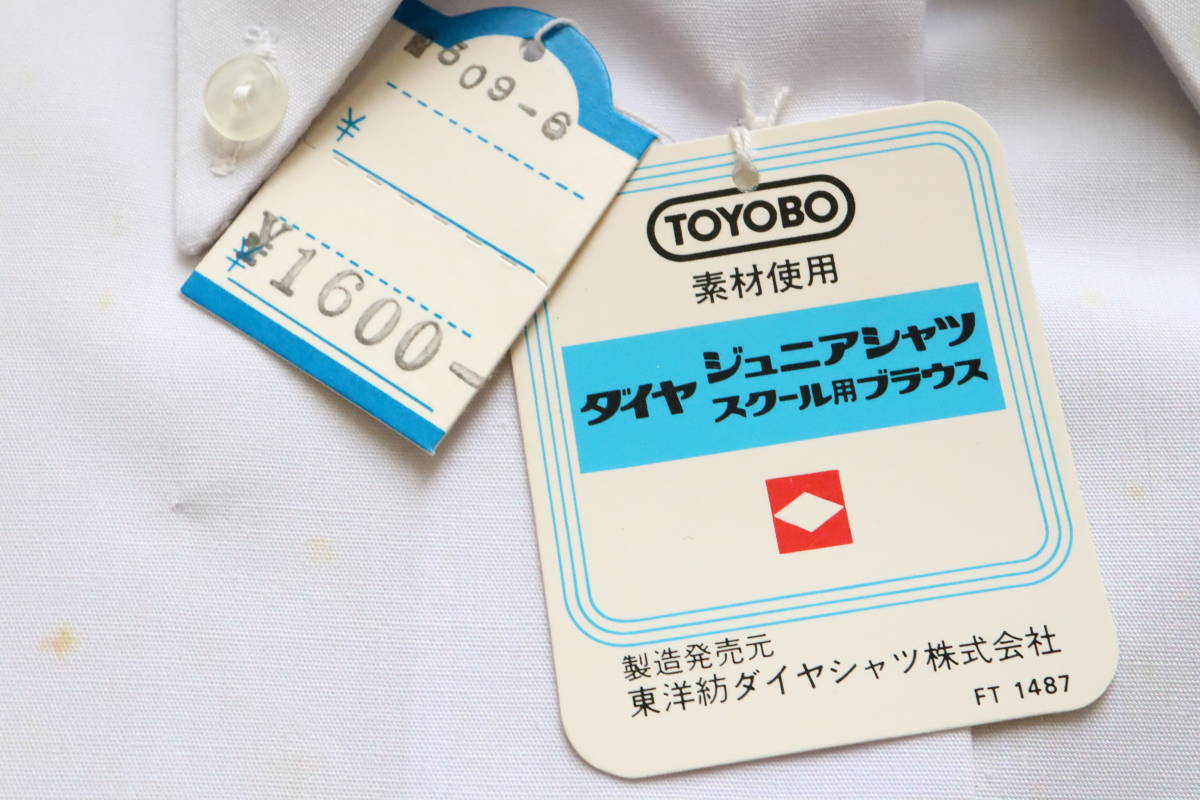 609-6
¥
¥1600-
TOYOBO
素材使用
ダイヤ ジュニアシャツ
スクール用ブラウス
製造発売元
東洋紡ダイヤシャツ株式会社
FT 1487